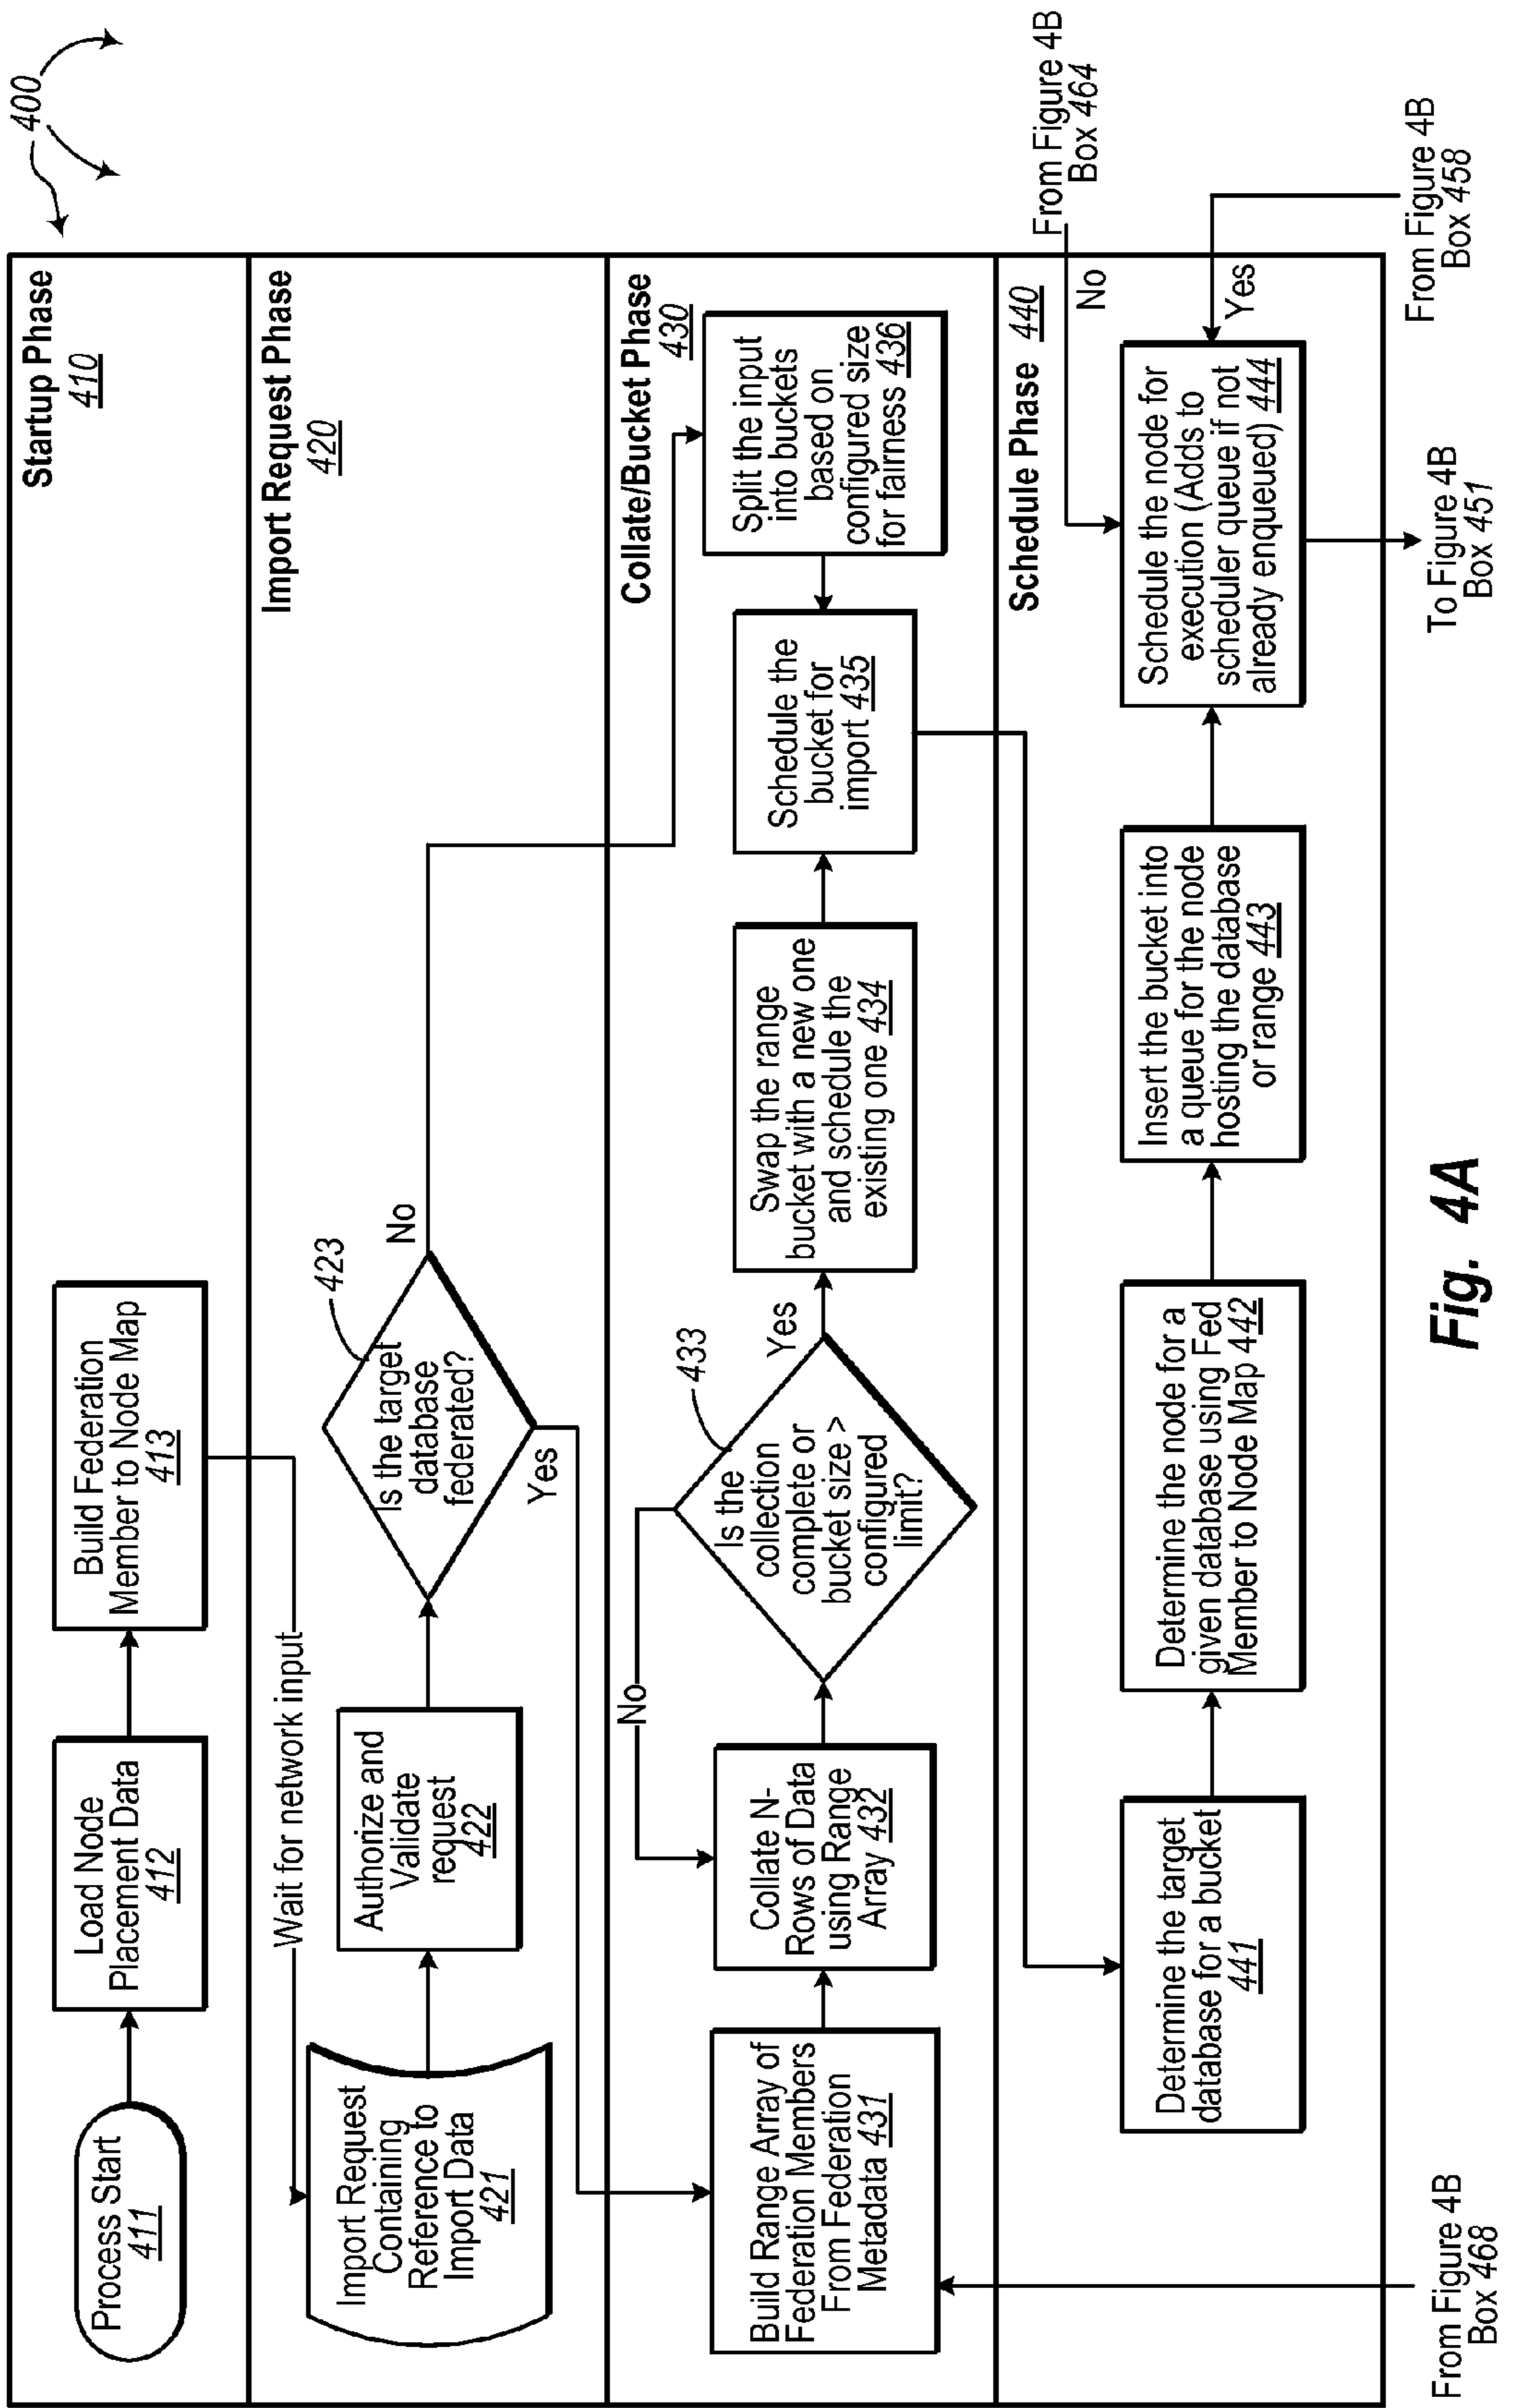 400
Startup Phase
410
Process Start
411
Load Node
Placement Data
412
Build Federation
Member to Node Map
413
Wait for network input
Import Request Phase
420
Import Request
Containing
Reference to
Import Data
421
Authorize and
Validate
request
422
423
Is the target
database
federated?
No
Yes
Collate/Bucket Phase
430
Build Range Array of
Federation Members
From Federation
Metadada 431
Collate N-
Rows of Data
using Range
Array 432
No
433
Is the
collection
complete or
bucket size >
configured
limit?
Yes
Swap the range
bucket with a new one
and schedule the
existing one 434
Schedule the
bucket for
import 435
Split the input
into buckets
based on
configured size
for fairness 436
Schedule Phase 440
Determine the target
database for a bucket
441
Determine the node for a
given database using Fed
Member to Node Map 442
Insert the bucket into
a queue for the node
hosting the database
or range 443
Schedule the node for
execution (Adds to
scheduler queue if not
already enqueued) 444
No
From Figure 4B
Box 464
Yes
From Figure 4B
Box 458
From Figure 4B
Box 468
To Figure 4B
Box 451
Fig. 4A